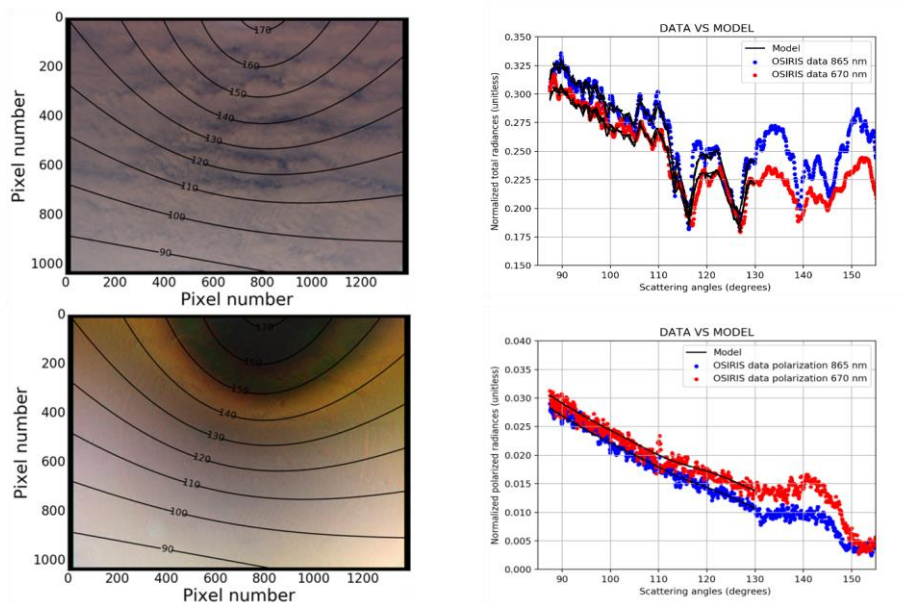 0
200
400
600
800
1000
Pixel number
170
160
150
140
130
120
110
100
90
0 200 400 600 800 1000 1200
Pixel number
DATA VS MODEL
Model
OSIRIS data 865 nm
OSIRIS data 670 nm
0.350
0.325
0.300
0.275
0.250
0.225
0.200
0.175
0.150
Normalized total radiances (unitless)
90 100 110 120 130 140 150
Scattering angles (degrees)
0
200
400
600
800
1000
Pixel number
170
150
150
140
130
120
110
100
90
0 200 400 600 800 1000 1200
Pixel number
DATA VS MODEL
Model
OSIRIS data polarization 865 nm
OSIRIS data polarization 670 nm
0.040
0.035
0.030
0.025
0.020
0.015
0.010
0.005
0.000
Normalized polarized radiances (unitless)
90 100 110 120 130 140 150
Scattering angles (degrees)